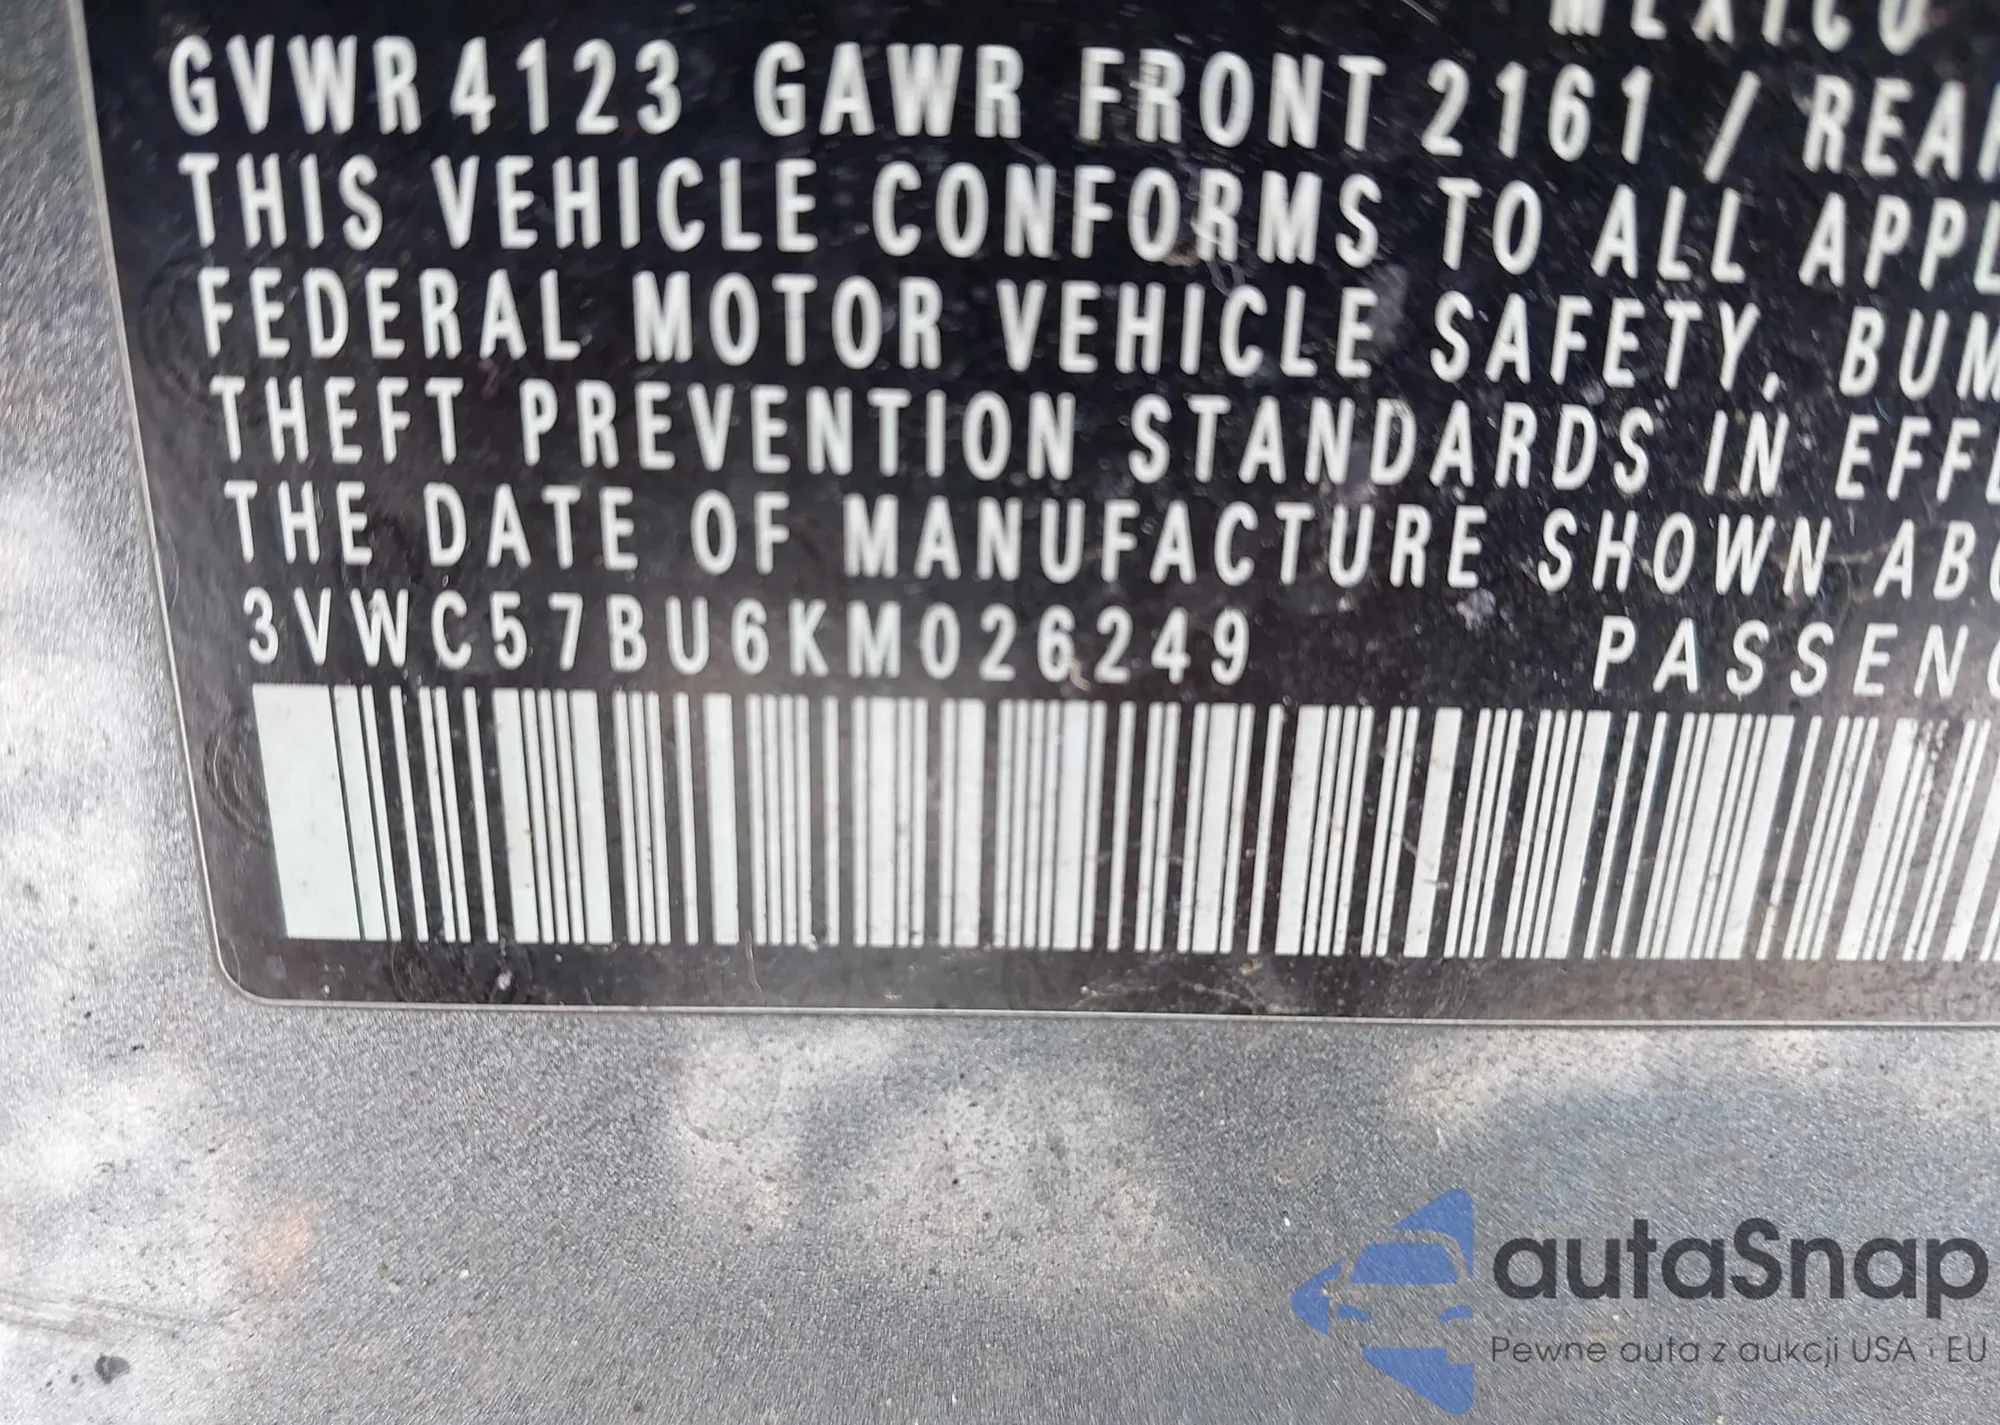 MEXICO
GVWR 4123 GAWR FRONT 2161 / REAR
THIS VEHICLE CONFORMS TO ALL APPL
FEDERAL MOTOR VEHICLE SAFETY, BUM
THEFT PREVENTION STANDARDS IN EFFE
THE DATE OF MANUFACTURE SHOWN ABO
3VWC57BU6KM026249 PASSENG
autaSnap
Pewne auta z aukcji USA i EU